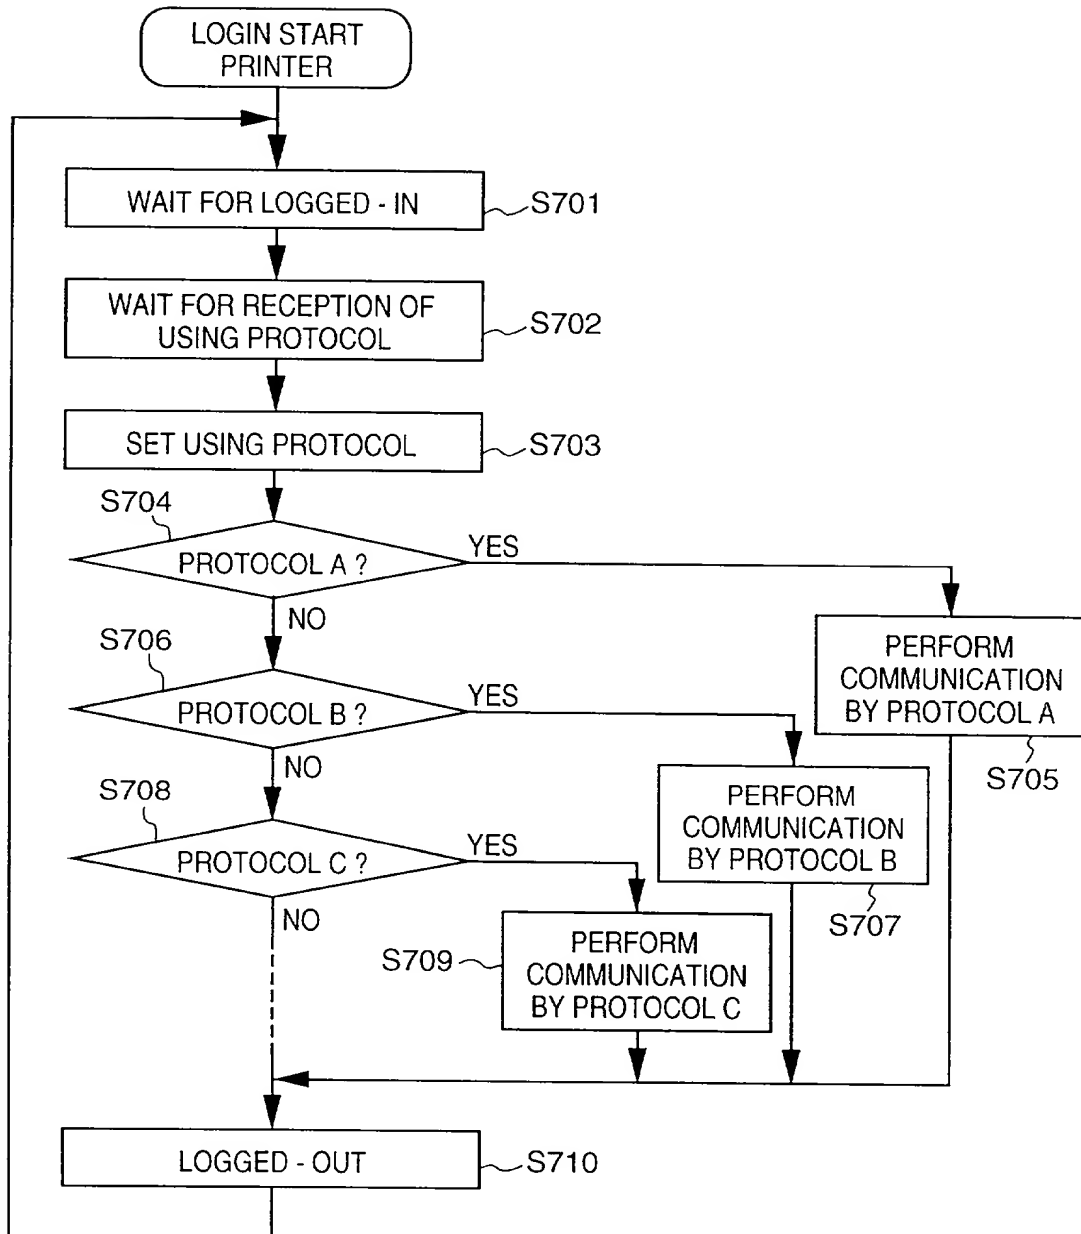 LOGIN START
PRINTER
WAIT FOR LOGGED - IN
S701
WAIT FOR RECEPTION OF
USING PROTOCOL
S702
SET USING PROTOCOL
S703
S704
PROTOCOL A ?
YES
NO
PERFORM
COMMUNICATION
BY PROTOCOL A
S705
S706
PROTOCOL B ?
YES
NO
PERFORM
COMMUNICATION
BY PROTOCOL B
S707
S708
PROTOCOL C ?
YES
NO
S709
PERFORM
COMMUNICATION
BY PROTOCOL C
LOGGED - OUT
S710